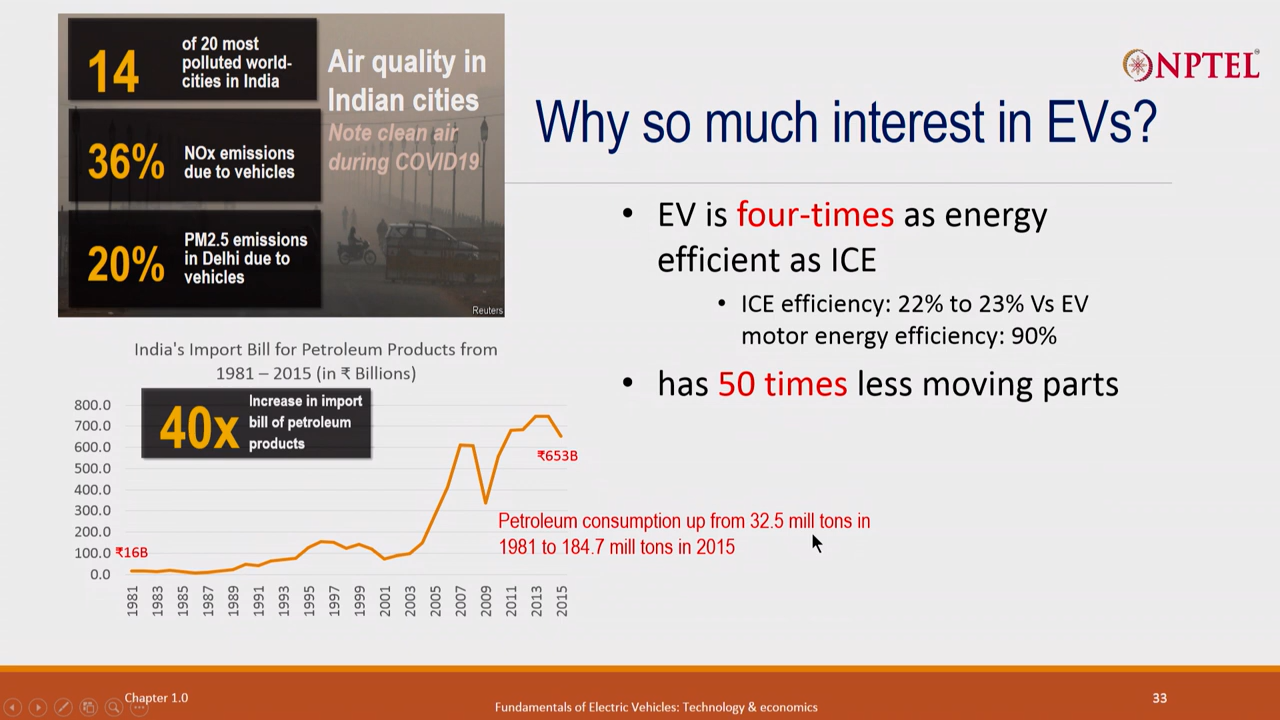 14
of 20 most
polluted world-
cities in India
36%
NOx emissions
due to vehicles
20%
PM2.5 emissions
in Delhi due to
vehicles
Air quality in
Indian cities
Note clean air
during COVID19
Reuters
NPTEL
Why so much interest in EVs?
• EV is four-times as energy
efficient as ICE
• ICE efficiency: 22% to 23% Vs EV
motor energy efficiency: 90%
• has 50 times less moving parts
India's Import Bill for Petroleum Products from
1981 – 2015 (in ₹ Billions)
40x
Increase in import
bill of petroleum
products
800.0
700.0
600.0
500.0
400.0
300.0
200.0
100.0
0.0
₹16B
₹653B
1981
1983
1985
1987
1989
1991
1993
1995
1997
1999
2001
2003
2005
2007
2009
2011
2013
2015
Petroleum consumption up from 32.5 mill tons in
1981 to 184.7 mill tons in 2015
Chapter 1.0
Fundamentals of Electric Vehicles: Technology & economics
33